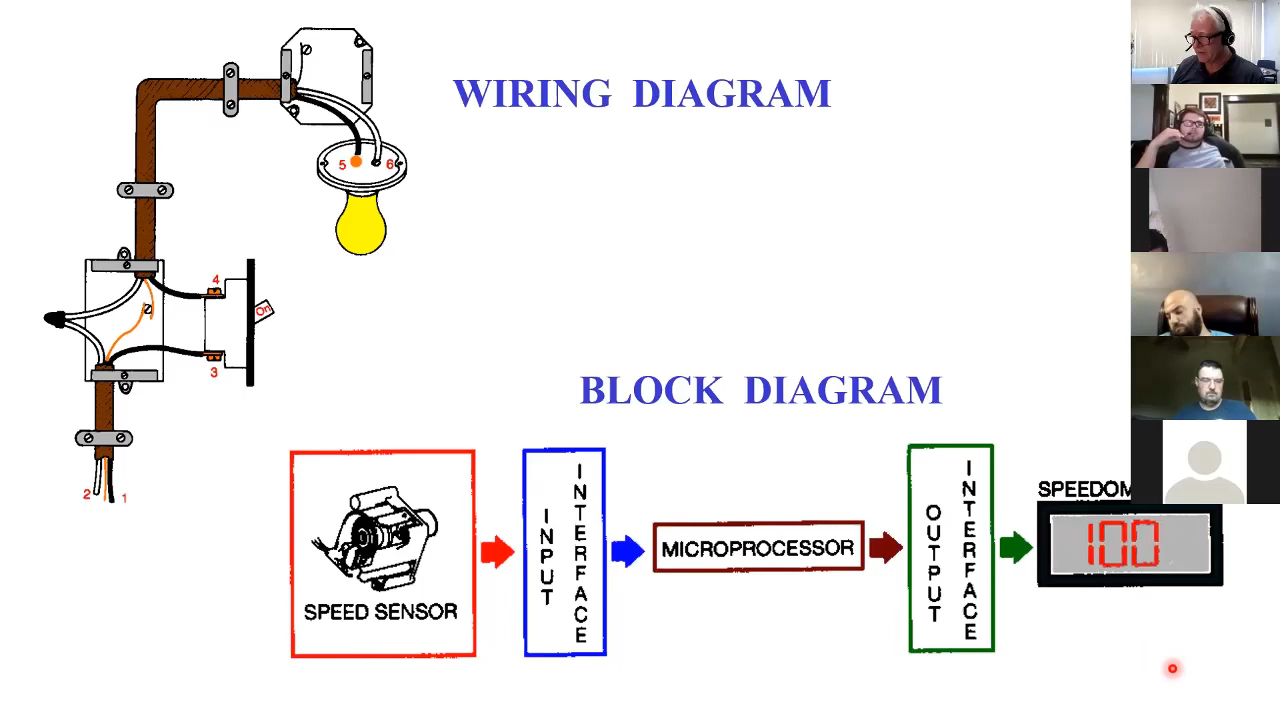 WIRING DIAGRAM
5
6
4
On
3
2
1
BLOCK DIAGRAM
SPEED SENSOR
INPUT
INTERFACE
MICROPROCESSOR
OUTPUT
INTERFACE
SPEEDOM
100